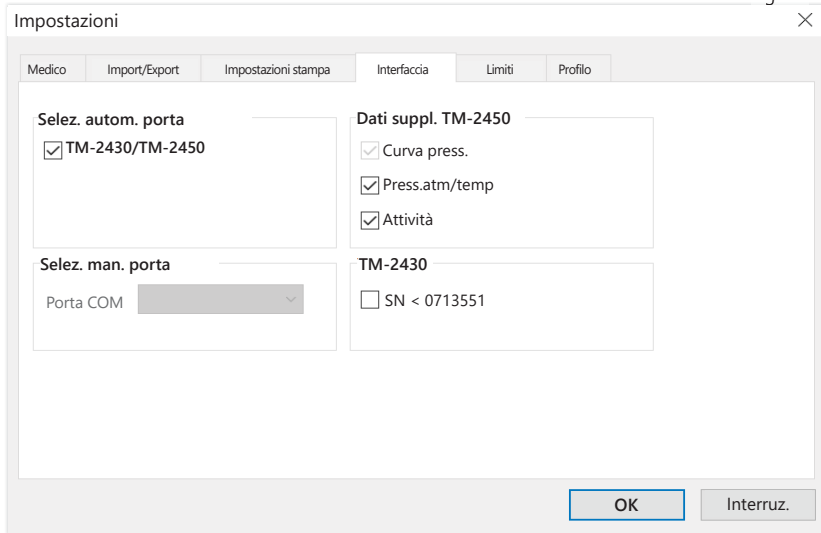 Impostazioni
Medico Import/Export Impostazioni stampa Interfaccia Limiti Profilo
Selez. autom. porta
TM-2430/TM-2450
Dati suppl. TM-2450
Curva press.
Press.atm/temp
Attività
Selez. man. porta
Porta COM
TM-2430
SN < 0713551
OK Interruz.